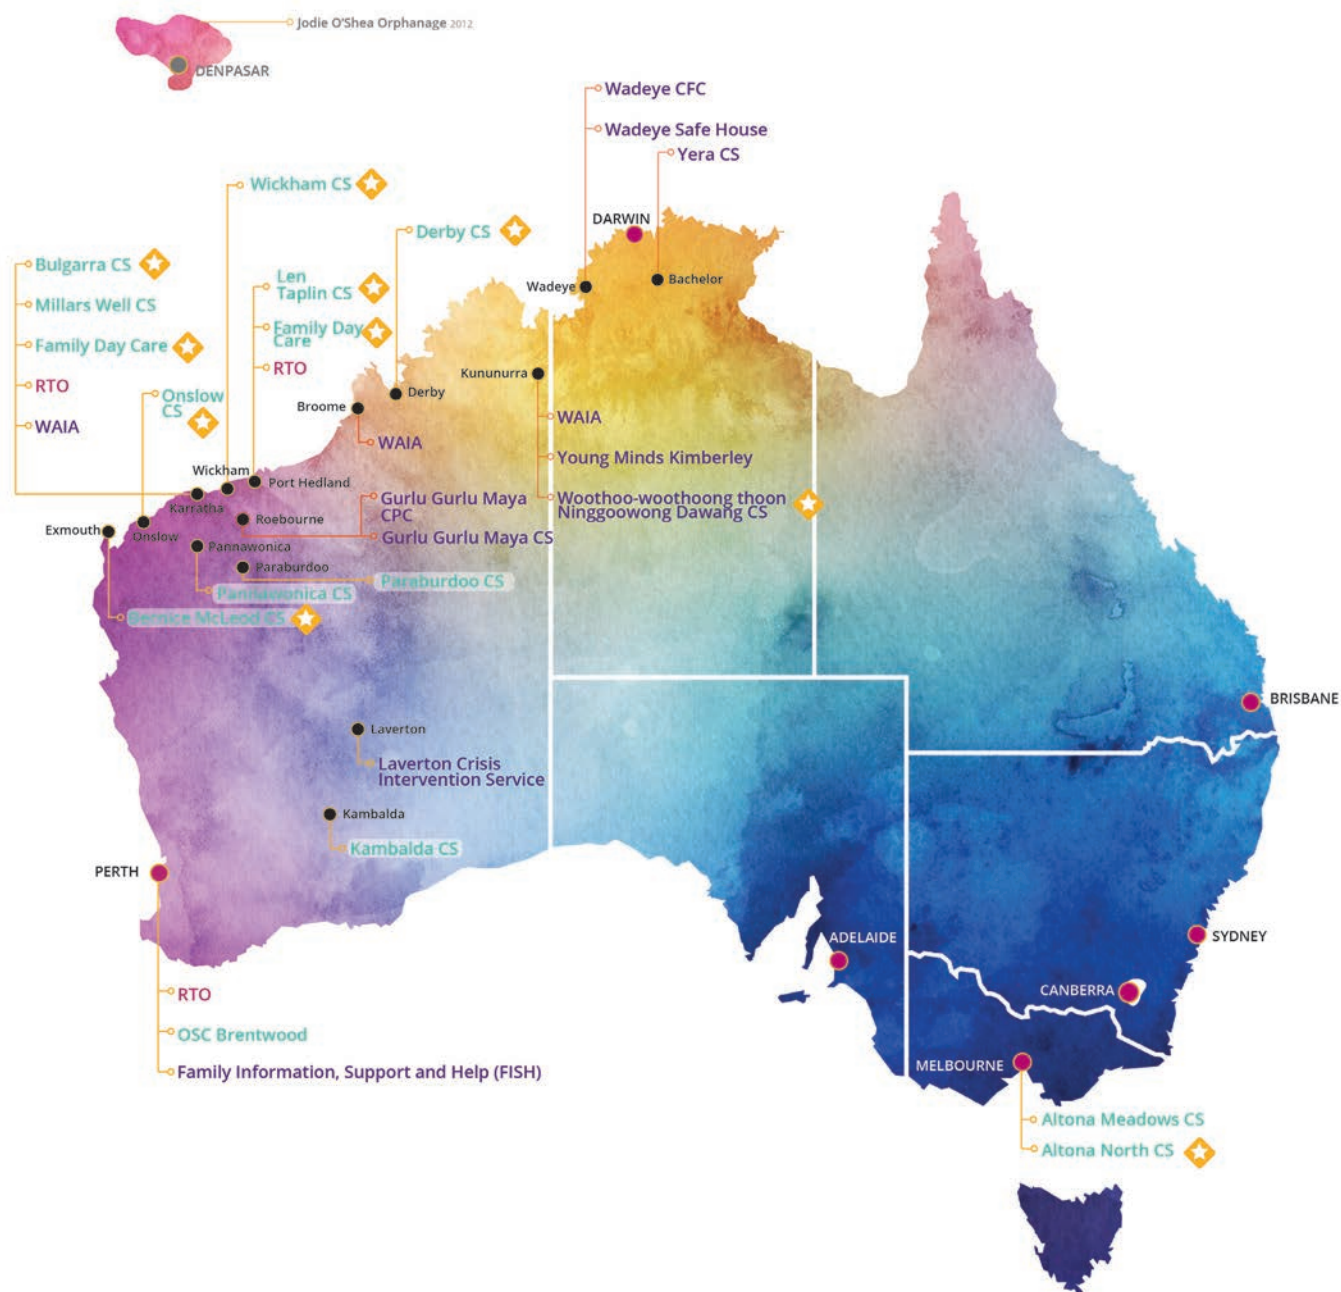 Jodie O'Shea Orphanage 2012
DENPASAR
Wadeye CFC
Wadeye Safe House
Yera CS
Wickham CS
DARWIN
Derby CS
Bulgarra CS
Len
Taplin CS
Wadeye
Bachelor
Millars Well CS
Family Day
Care
Family Day Care
RTO
Kununurra
RTO
Onslow
CS
Broome
Derby
WAIA
WAIA
WAIA
Young Minds Kimberley
Wickham
Port Hedland
Karratha
Gurlu Gurlu Maya
CPC
Woothoo-woothoong thoon
Ninggoowong Dawang CS
Roebourne
Exmouth
Onslow
Gurlu Gurlu Maya CS
Pannawonica
Paraburdoo
Paraburdoo CS
Pannawonica CS
Bernice McLeod CS
BRISBANE
Laverton
Laverton Crisis
Intervention Service
Kambalda
Kambalda CS
PERTH
ADELAIDE
SYDNEY
CANBERRA
RTO
OSC Brentwood
MELBOURNE
Family Information, Support and Help (FISH)
Altona Meadows CS
Altona North CS